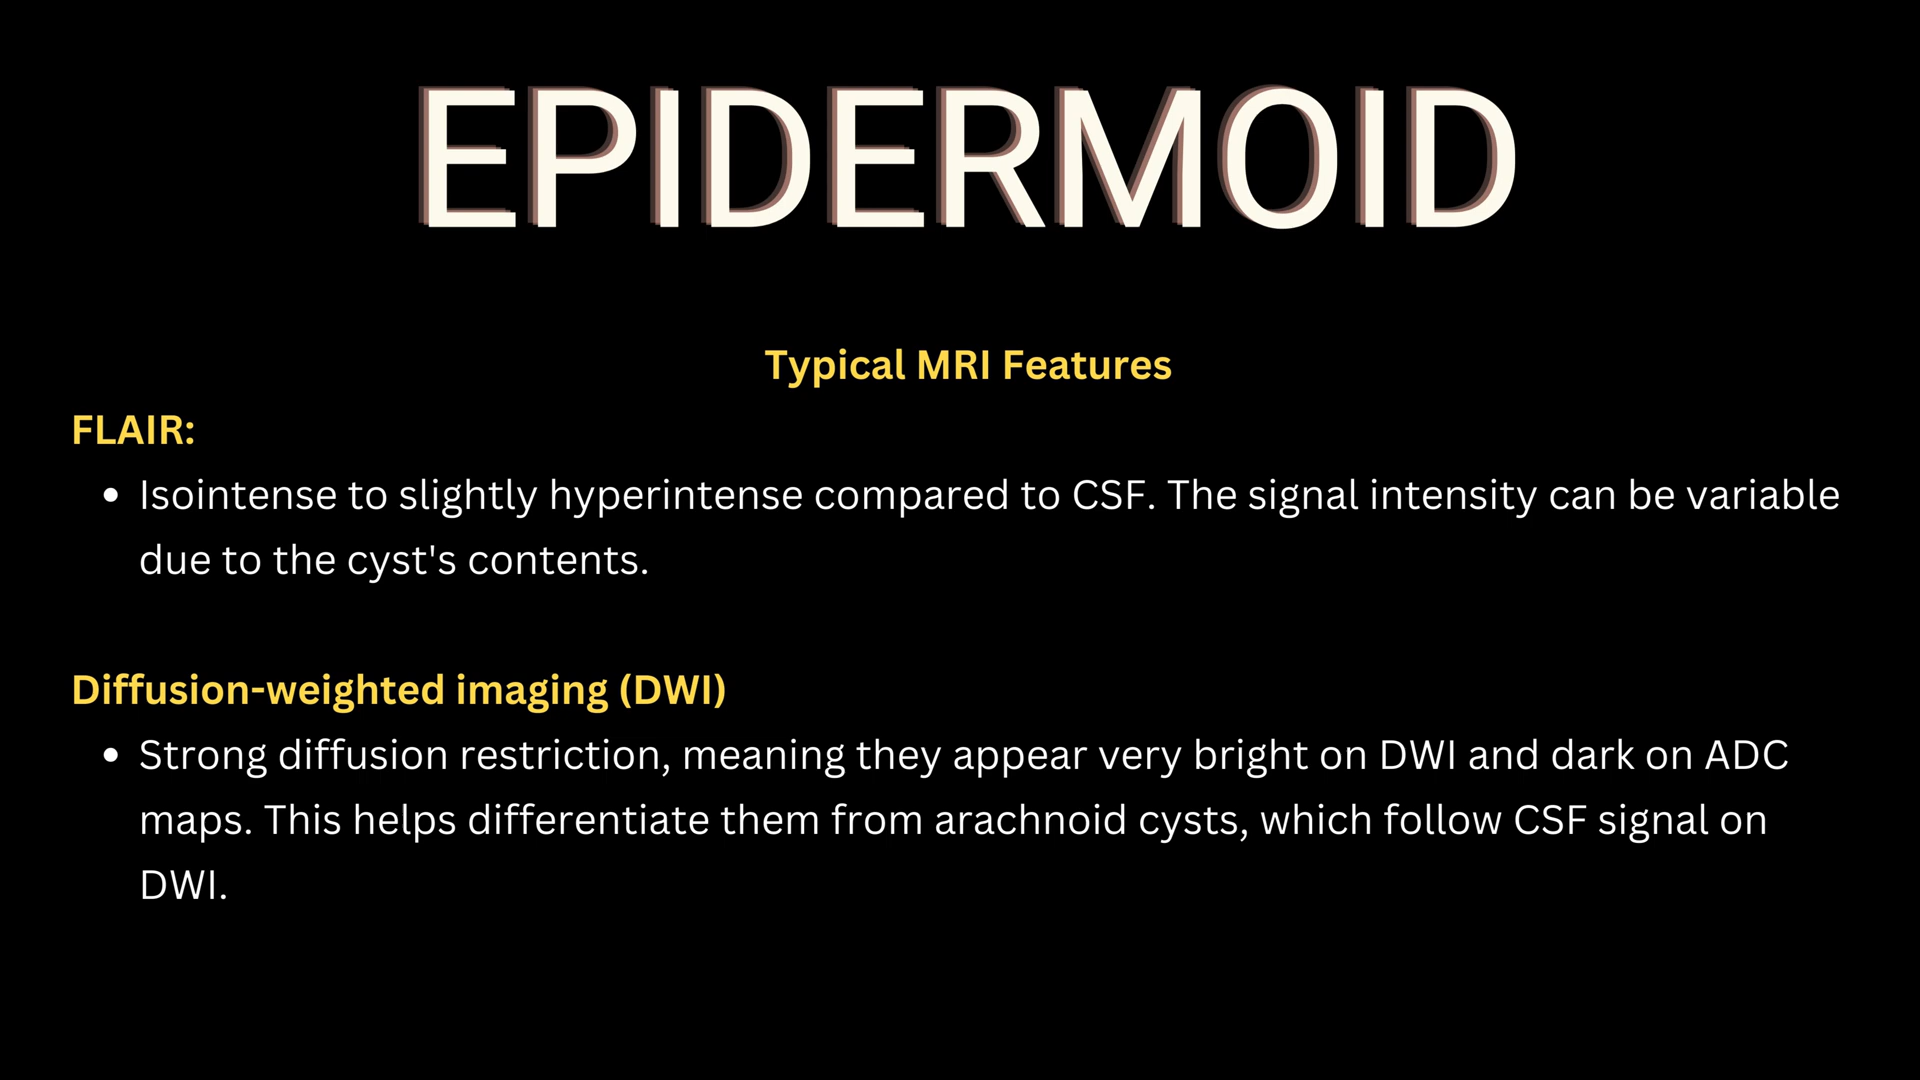 EPIDERMOID
Typical MRI Features
FLAIR:
• Isointense to slightly hyperintense compared to CSF. The signal intensity can be variable
due to the cyst's contents.
Diffusion-weighted imaging (DWI)
• Strong diffusion restriction, meaning they appear very bright on DWI and dark on ADC
maps. This helps differentiate them from arachnoid cysts, which follow CSF signal on
DWI.